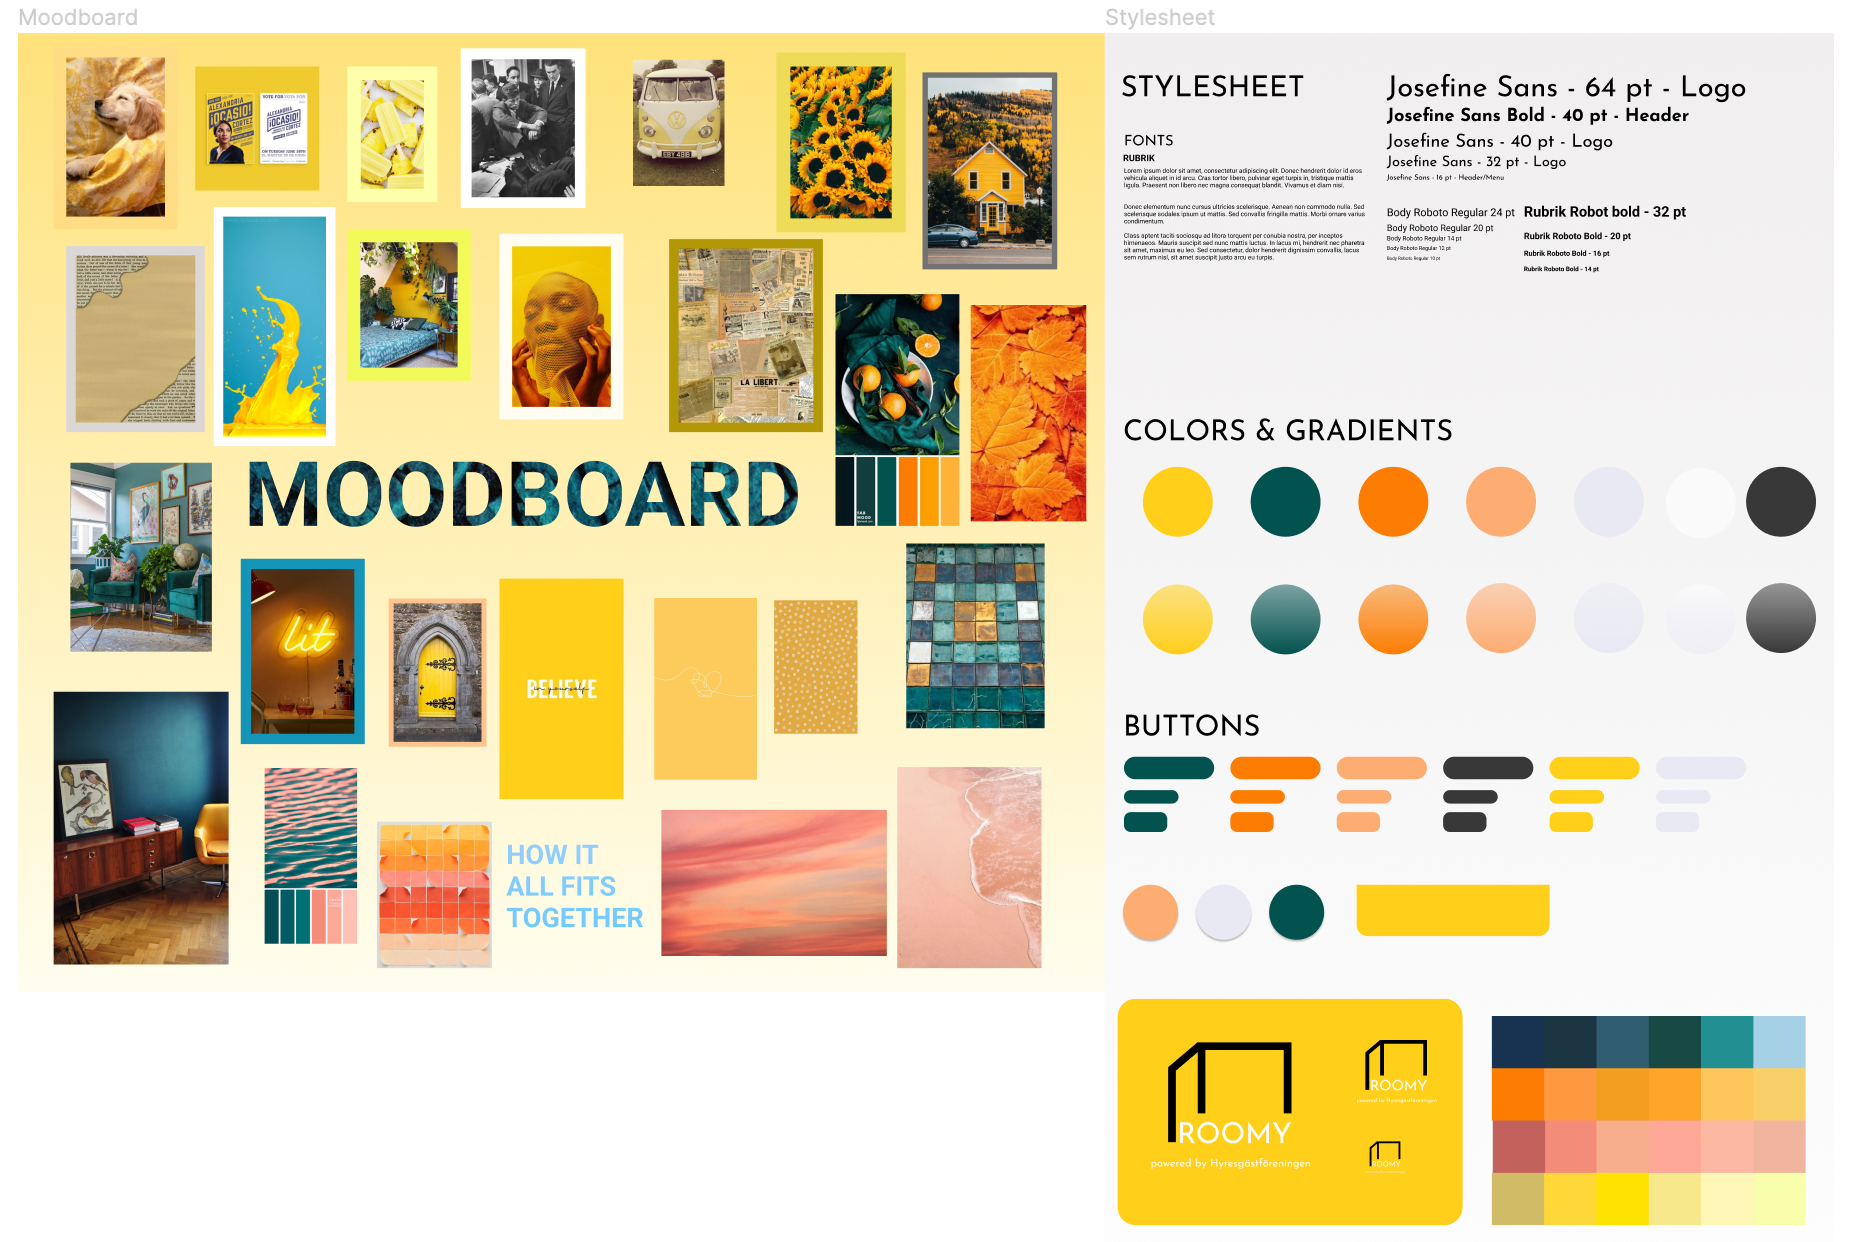 Moodboard
Stylesheet
ALEXANDRIA
¡OCASIO!
CORTEZ
VOTE FOR VOTE FOR
ALEXANDRIA
¡OCASIO!
CORTEZ
LA LIBERT.
MOODBOARD
lit
BELIEVE
HOW IT
ALL FITS
TOGETHER
STYLESHEET
FONTS
RUBRIK
Lorem ipsum dolor sit amet, consectetur adipiscing elit. Donec hendrerit dolor id eros
vehicula aliquet in id arcu. Cras tortor libero, pulvinar eget turpis in, tristique mattis
ligula. Praesent non libero nec magna consequat blandit. Vivamus et diam nisi.
Donec elementum nunc cursus ultricies scelerisque. Aenean non commodo nulla. Sed
scelerisque sodales ipsum ut mattis. Sed convallis fringilla mattis. Morbi ornare varius
condimentum.
Class aptent taciti sociosqu ad litora torquent per conubia nostra, per inceptos
himenaeos. Mauris suscipit sed nunc mattis luctus. In lacus mi, hendrerit nec pharetra
sit amet, maximus eu leo. Sed consectetur, dolor hendrerit dignissim convallis, lacus
sem rutrum nisl, sit amet suscipit justo arcu eu turpis.
Josefine Sans - 64 pt - Logo
Josefine Sans Bold - 40 pt - Header
Josefine Sans - 40 pt - Logo
Josefine Sans - 32 pt - Logo
Josefine Sans - 16 pt - Header/Menu
Body Roboto Regular 24 pt
Body Roboto Regular 20 pt
Body Roboto Regular 14 pt
Body Roboto Regular 12 pt
Body Roboto Regular 10 pt
Rubrik Robot bold - 32 pt
Rubrik Roboto Bold - 20 pt
Rubrik Roboto Bold - 16 pt
Rubrik Roboto Bold - 14 pt
COLORS & GRADIENTS
BUTTONS
ROOMY
powered by Hyresgästföreningen
ROOMY
powered by Hyresgästföreningen
ROOMY